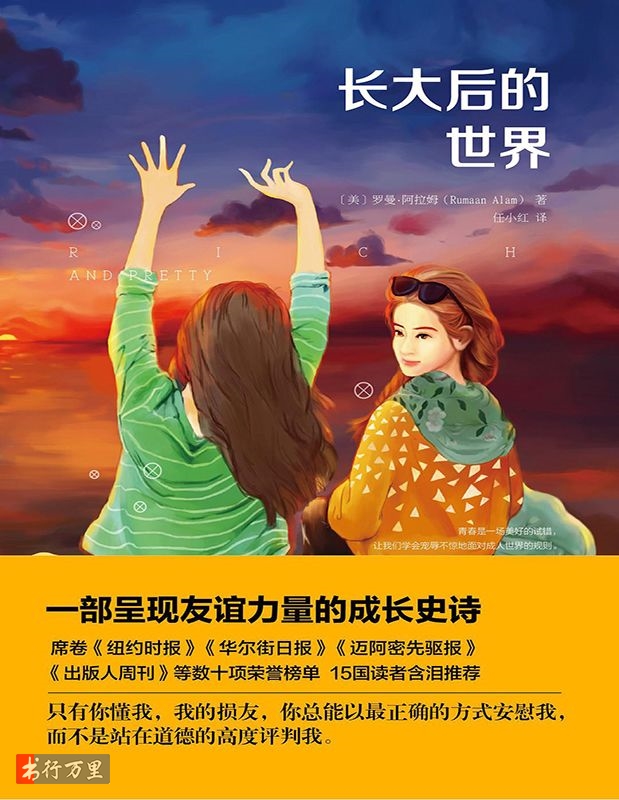 长大后的
世界
〔美〕罗曼·阿拉姆（Rumaan Alam） 著
任小红 译
R I C H
AND PRETTY
青春是一场美好的试错，
让我们学会宠辱不惊地面对成人世界的规则。
一部呈现友谊力量的成长史诗
席卷《纽约时报》《华尔街日报》《迈阿密先驱报》
《出版人周刊》等数十项荣誉榜单 15国读者含泪推荐
只有你懂我，我的损友，你总能以最正确的方式安慰我，
而不是站在道德的高度评判我。
书行万里